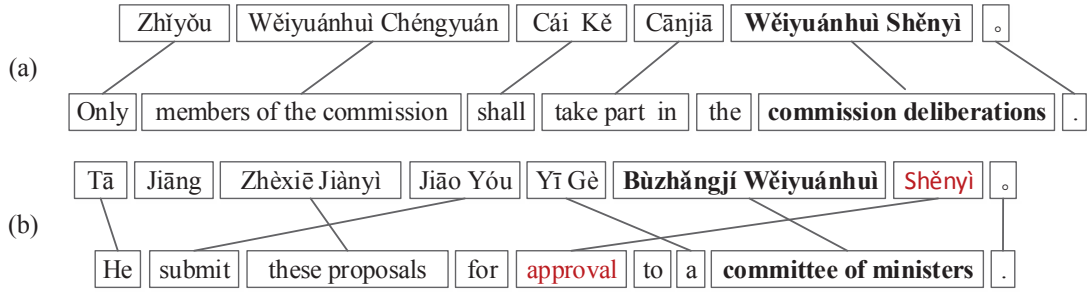 Zhǐyǒu Wěiyuánhuì Chéngyuán Cái Kě Cānjiā Wěiyuánhuì Shěnyì 。
(a)
Only members of the commission shall take part in the commission deliberations .
Tā Jiāng Zhèxiē Jiànyì Jiāo Yóu Yī Gè Bùzhǎngjí Wěiyuánhuì Shěnyì 。
(b)
He submit these proposals for approval to a committee of ministers .